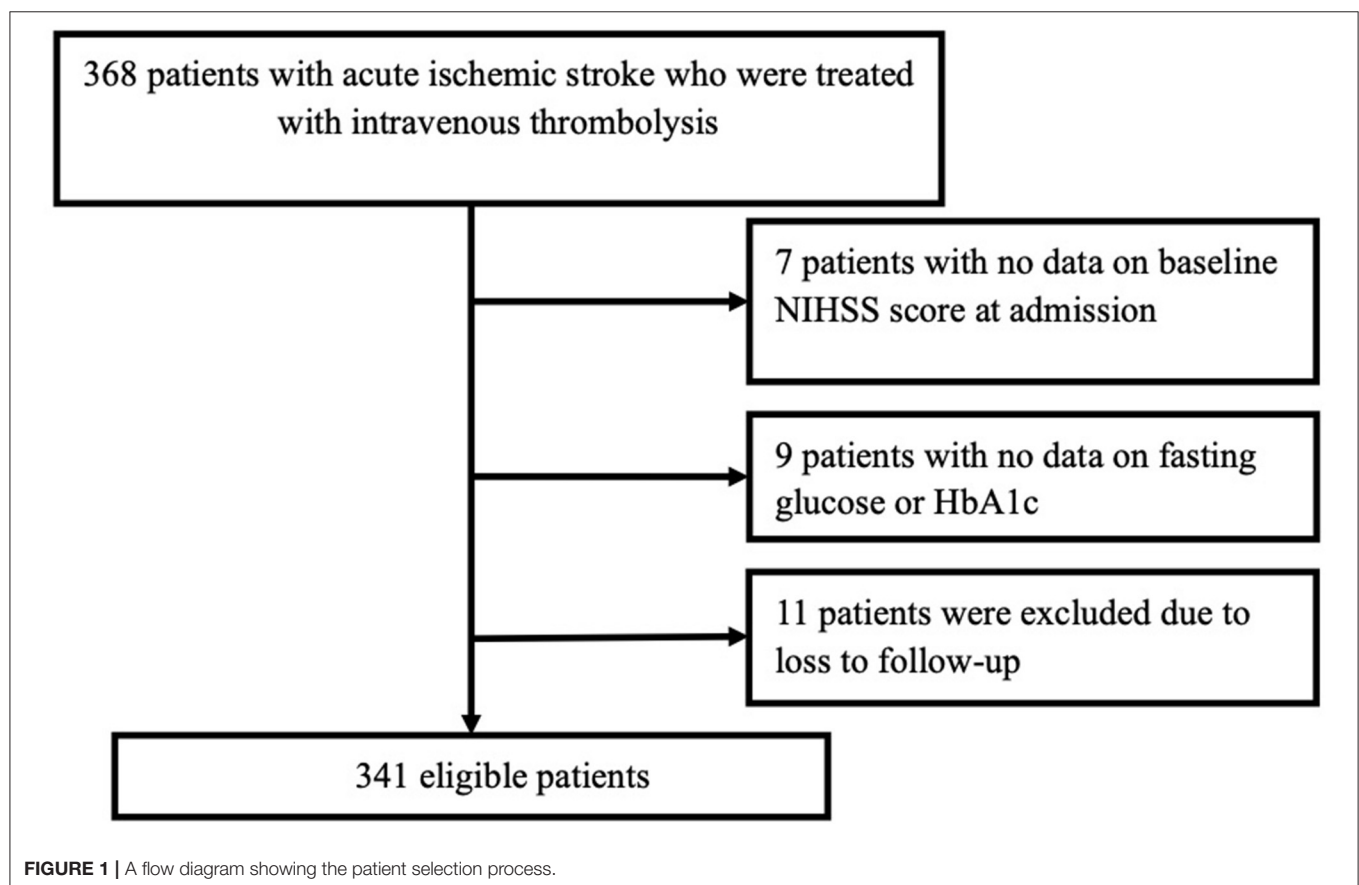 368 patients with acute ischemic stroke who were treated
with intravenous thrombolysis
7 patients with no data on baseline
NIHSS score at admission
9 patients with no data on fasting
glucose or HbA1c
11 patients were excluded due to
loss to follow-up
341 eligible patients
FIGURE 1 | A flow diagram showing the patient selection process.